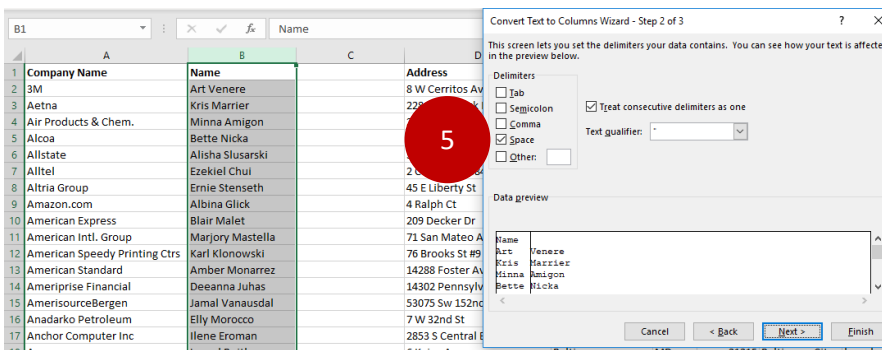 B1 fx Name
A B C D
1 Company Name Name Address
2 3M Art Venere 8 W Cerritos Av
3 Aetna Kris Marrier
4 Air Products & Chem. Minna Amigon
5 Alcoa Bette Nicka
6 Allstate Alisha Slusarski
7 Alltel Ezekiel Chui
8 Altria Group Ernie Stenseth 45 E Liberty St
9 Amazon.com Albina Glick 4 Ralph Ct
10 American Express Blair Malet 209 Decker Dr
11 American Intl. Group Marjory Mastella 71 San Mateo A
12 American Speedy Printing Ctrs Karl Klonowski 76 Brooks St #9
13 American Standard Amber Monarrez 14288 Foster Av
14 Ameriprise Financial Deeanna Juhas 14302 Pennsylv
15 AmerisourceBergen Jamal Vanausdal 53075 Sw 152nd
16 Anadarko Petroleum Elly Morocco 7 W 32nd St
17 Anchor Computer Inc Ilene Eroman 2853 S Central E
5
Convert Text to Columns Wizard - Step 2 of 3 ? X
This screen lets you set the delimiters your data contains. You can see how your text is affecte
in the preview below.
Delimiters
Tab
Semicolon
Comma
Space
Other:
Treat consecutive delimiters as one
Text qualifier: "
Data preview
Name
Art Venere
Kris Marrier
Minna Amigon
Bette Nicka
Cancel < Back Next > Finish